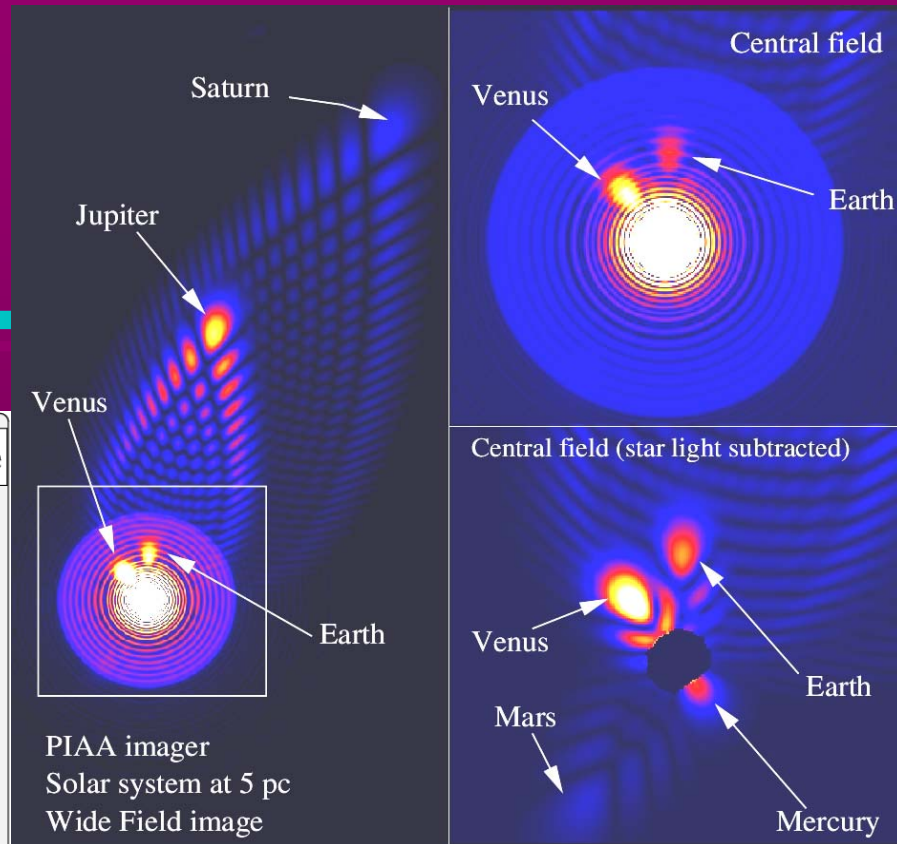 Saturn
Jupiter
Venus
Earth
PIAA imager
Solar system at 5 pc
Wide Field image
Central field
Venus
Earth
Central field (star light subtracted)
Venus
Earth
Mars
Mercury